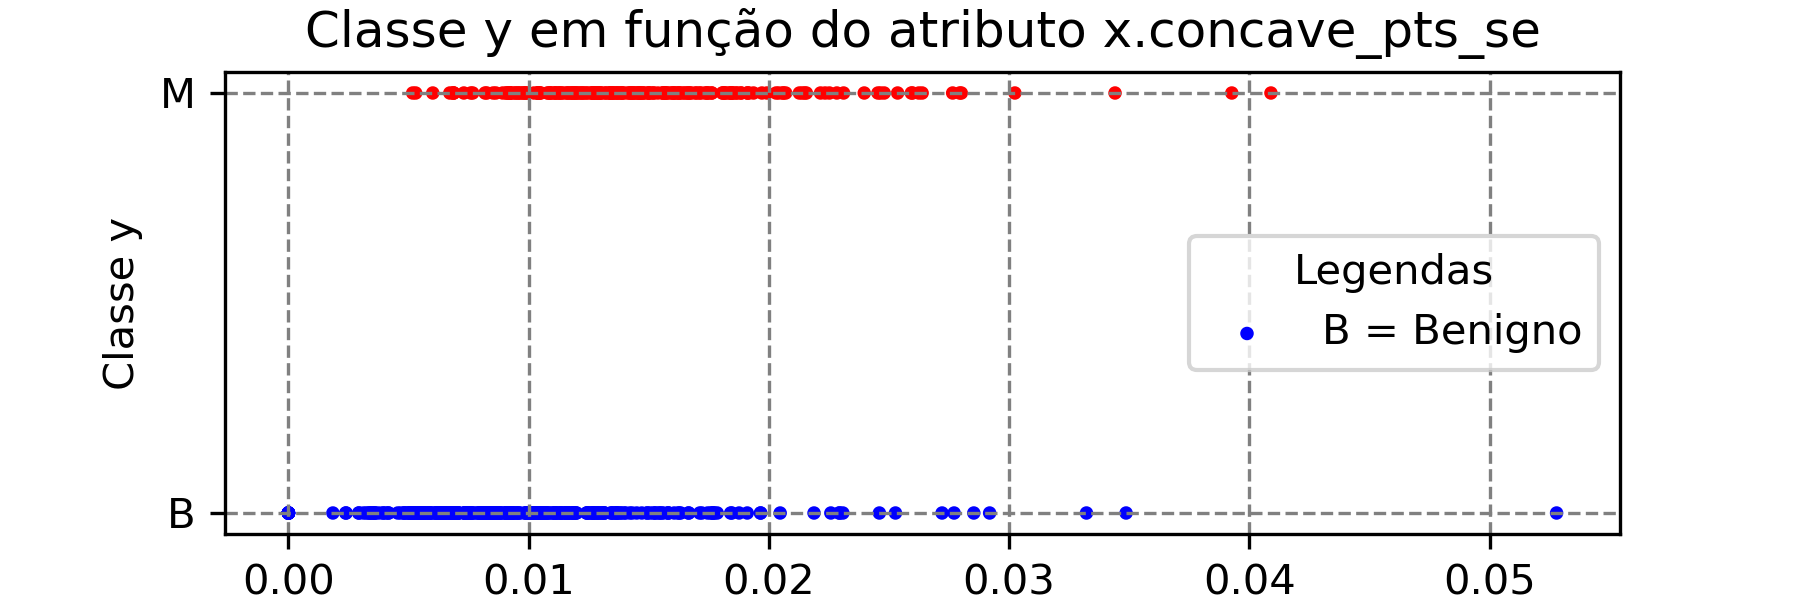 Classe y em função do atributo x.concave_pts_se
M
Classe y
Legendas
B = Benigno
B
0.00 0.01 0.02 0.03 0.04 0.05